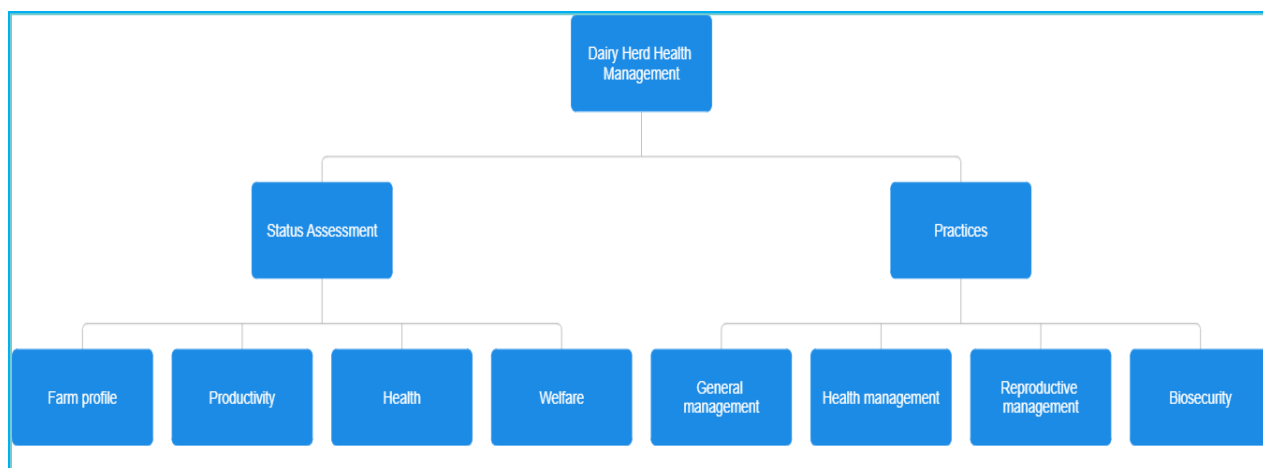 Dairy Herd Health
Management
Status Assessment
Practices
Farm profile
Productivity
Health
Welfare
General
management
Health management
Reproductive
management
Biosecurity